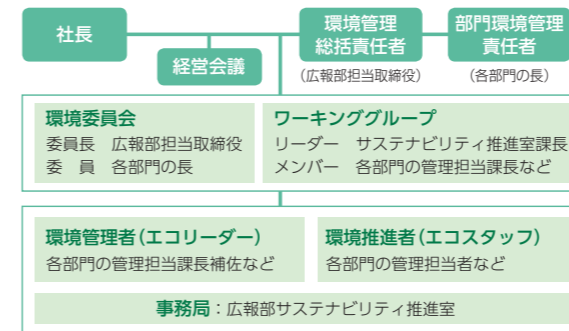 社長
経営会議
環境管理
総括責任者
(広報部担当取締役)
部門環境管理
責任者
(各部門の長)
環境委員会
委員長　広報部担当取締役
委　員　各部門の長
ワーキンググループ
リーダー　サステナビリティ推進室課長
メンバー　各部門の管理担当課長など
環境管理者(エコリーダー)
各部門の管理担当課長補佐など
環境推進者(エコスタッフ)
各部門の管理担当者など
事務局：広報部サステナビリティ推進室